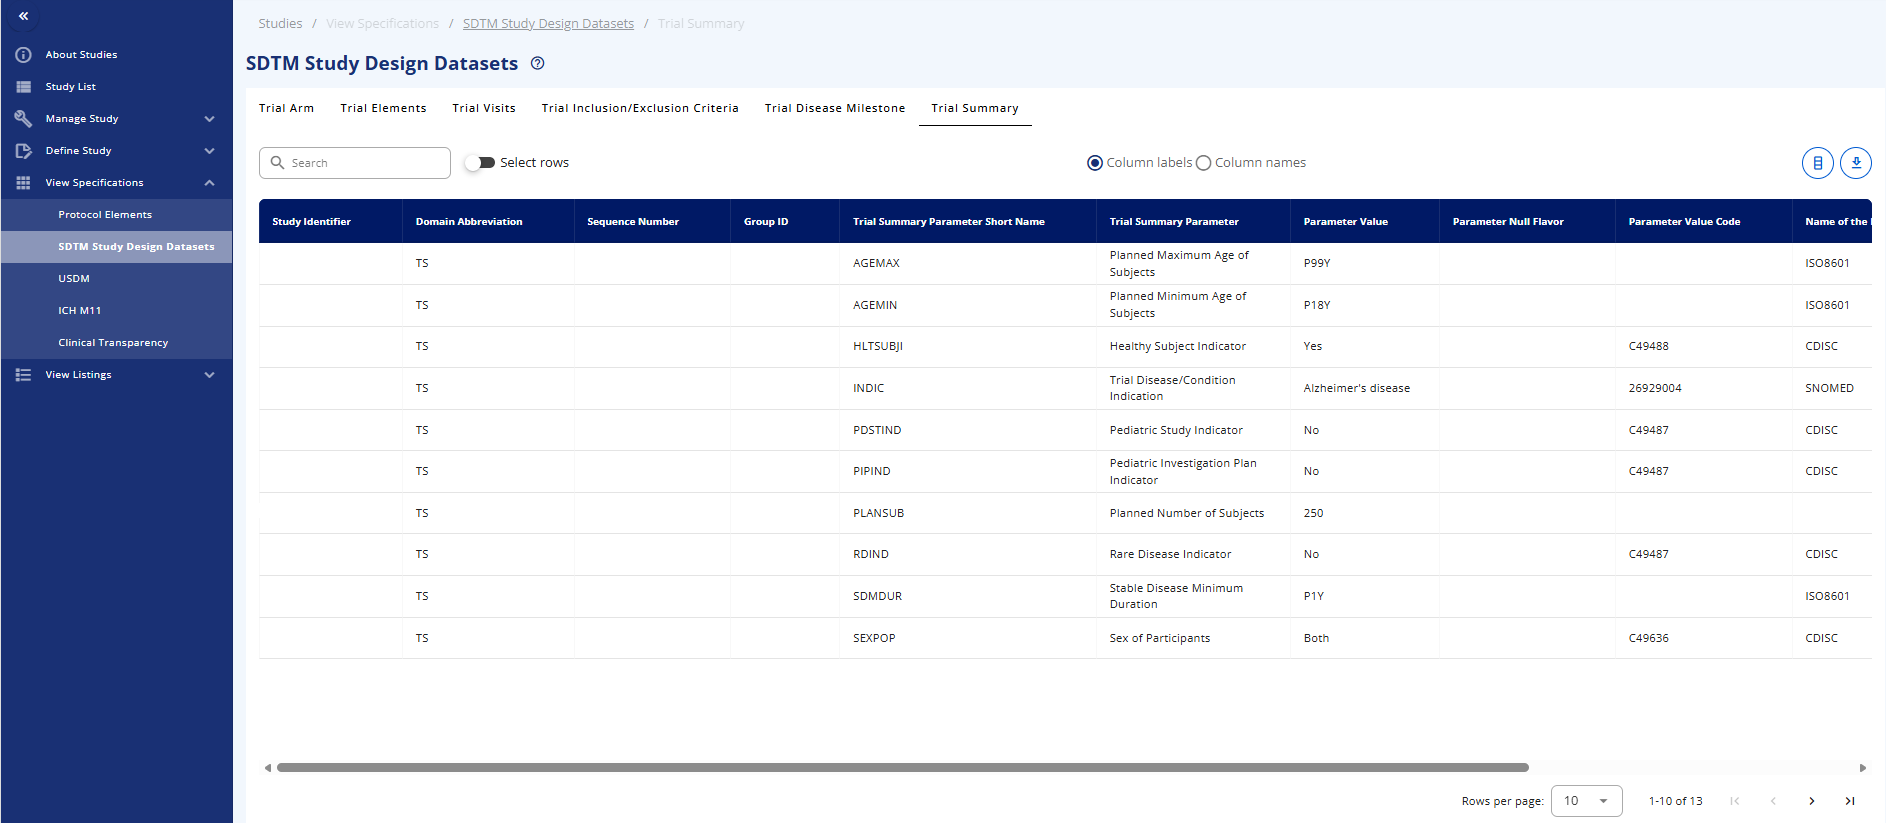 «
About Studies
Study List
Manage Study
Define Study
View Specifications
Protocol Elements
SDTM Study Design Datasets
USDM
ICH M11
Clinical Transparency
View Listings
Studies / View Specifications / SDTM Study Design Datasets / Trial Summary
SDTM Study Design Datasets
Trial Arm Trial Elements Trial Visits Trial Inclusion/Exclusion Criteria Trial Disease Milestone Trial Summary
Search Select rows Column labels Column names
Study Identifier Domain Abbreviation Sequence Number Group ID Trial Summary Parameter Short Name Trial Summary Parameter Parameter Value Parameter Null Flavor Parameter Value Code Name of the
TS AGEMAX Planned Maximum Age of Subjects P99Y ISO8601
TS AGEMIN Planned Minimum Age of Subjects P18Y ISO8601
TS HLTSUBJI Healthy Subject Indicator Yes C49488 CDISC
TS INDIC Trial Disease/Condition Indication Alzheimer's disease 26929004 SNOMED
TS PDSTIND Pediatric Study Indicator No C49487 CDISC
TS PIPIND Pediatric Investigation Plan Indicator No C49487 CDISC
TS PLANSUB Planned Number of Subjects 250
TS RDIND Rare Disease Indicator No C49487 CDISC
TS SDMDUR Stable Disease Minimum Duration P1Y ISO8601
TS SEXPOP Sex of Participants Both C49636 CDISC
Rows per page: 10 1-10 of 13